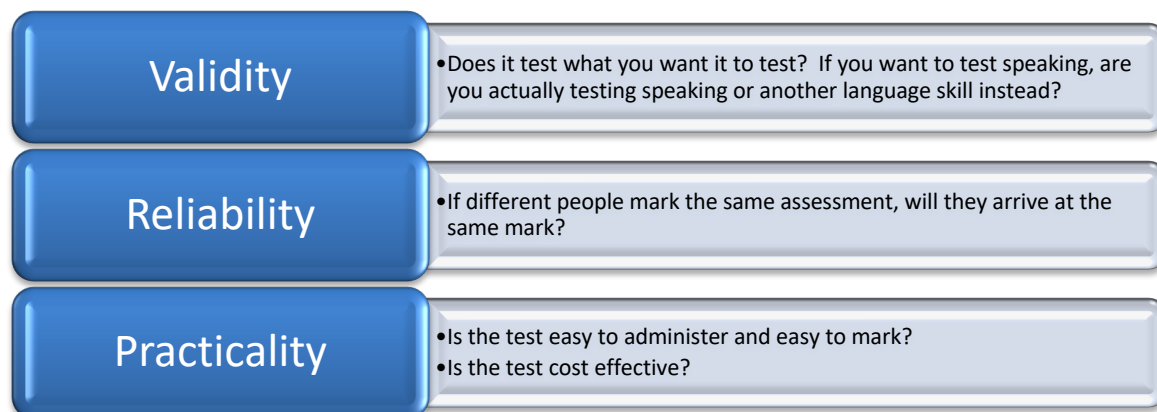 Validity
•Does it test what you want it to test?  If you want to test speaking, are
you actually testing speaking or another language skill instead?
Reliability
•If different people mark the same assessment, will they arrive at the
same mark?
Practicality
•Is the test easy to administer and easy to mark?
•Is the test cost effective?